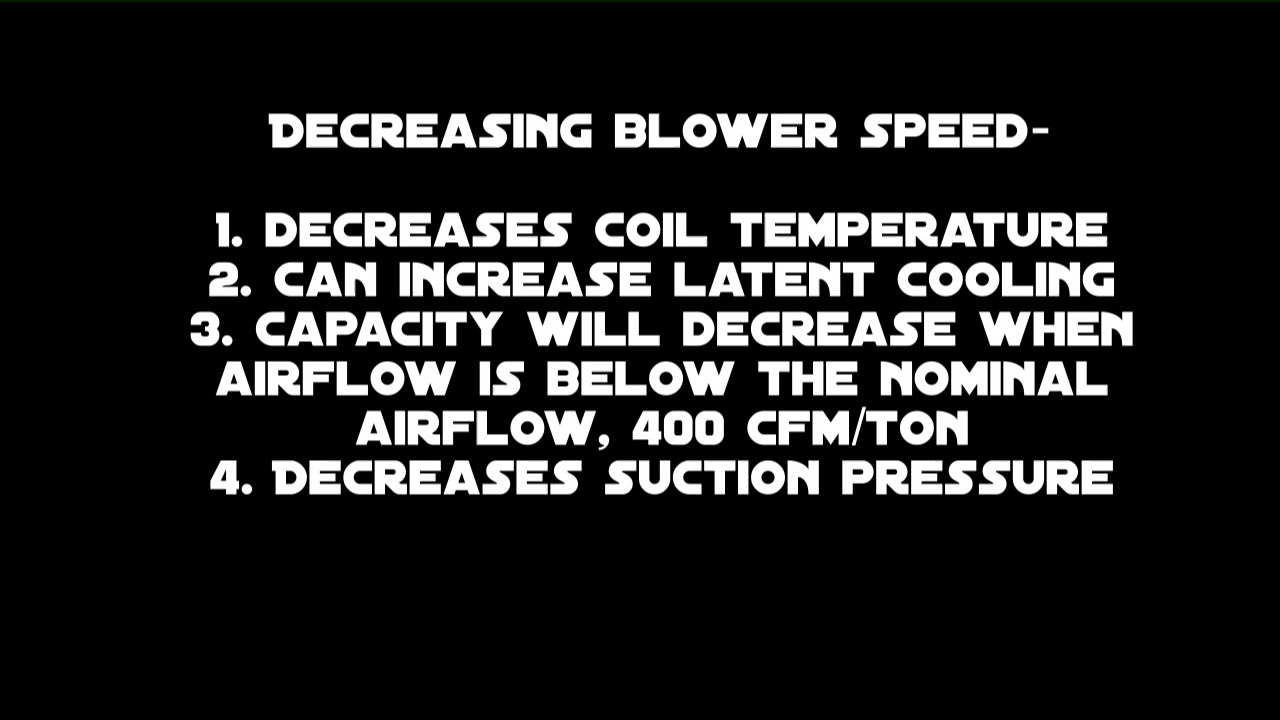 Decreasing blower speed-
1. decreases coil temperature
2. can increase latent cooling
3. capacity will decrease when
airflow is below the nominal
airflow, 400 cfm/ton
4. Decreases suction pressure